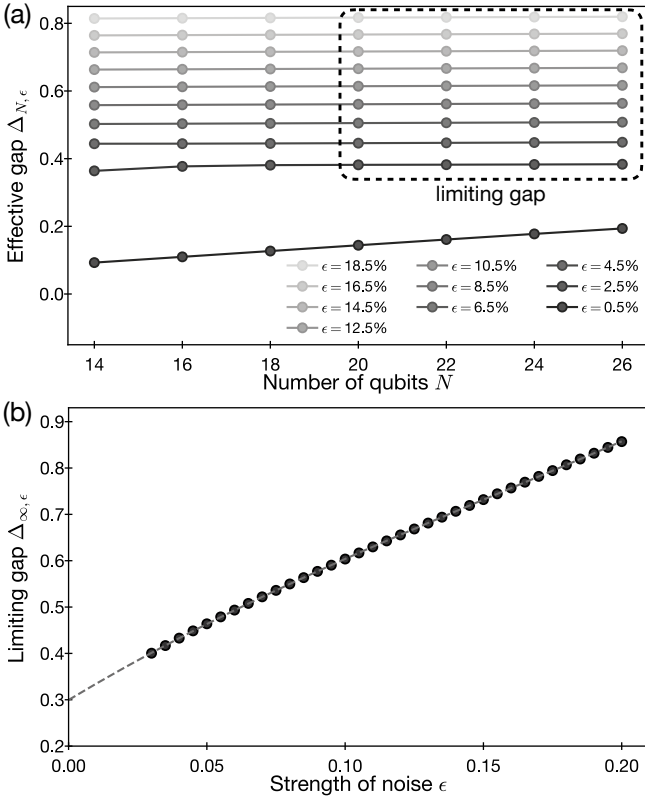 (a)
Effective gap Δ_{N,ϵ}
0.8
0.6
0.4
0.2
0.0
limiting gap
ϵ = 18.5%
ϵ = 16.5%
ϵ = 14.5%
ϵ = 12.5%
ϵ = 10.5%
ϵ = 8.5%
ϵ = 6.5%
ϵ = 4.5%
ϵ = 2.5%
ϵ = 0.5%
14 16 18 20 22 24 26
Number of qubits N
(b)
Limiting gap Δ_{∞,ϵ}
0.9
0.8
0.7
0.6
0.5
0.4
0.3
0.2
0.00 0.05 0.10 0.15 0.20
Strength of noise ϵ